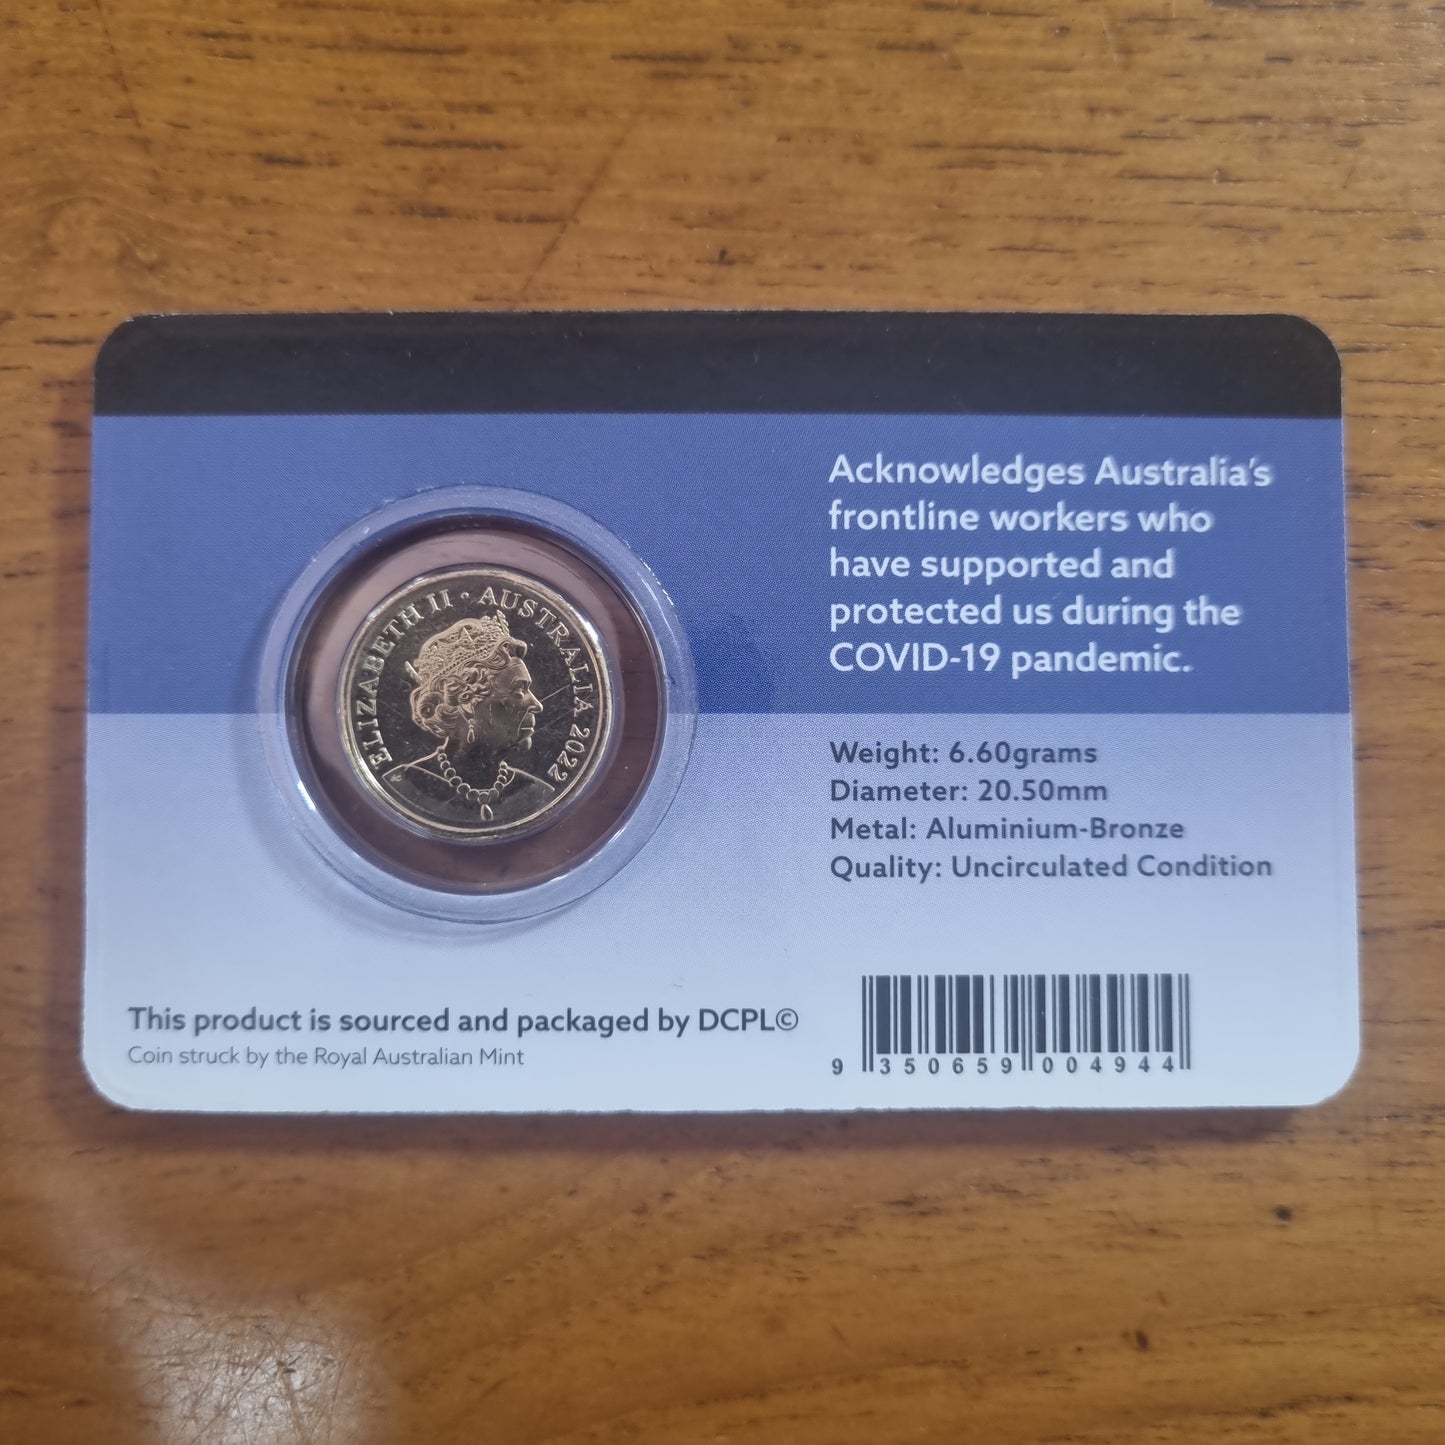 Acknowledges Australia's
frontline workers who
have supported and
protected us during the
COVID-19 pandemic.
ELIZABETH II · AUSTRALIA 2022
JC
Weight: 6.60grams
Diameter: 20.50mm
Metal: Aluminium-Bronze
Quality: Uncirculated Condition
This product is sourced and packaged by DCPL©
Coin struck by the Royal Australian Mint
9 350659 004944